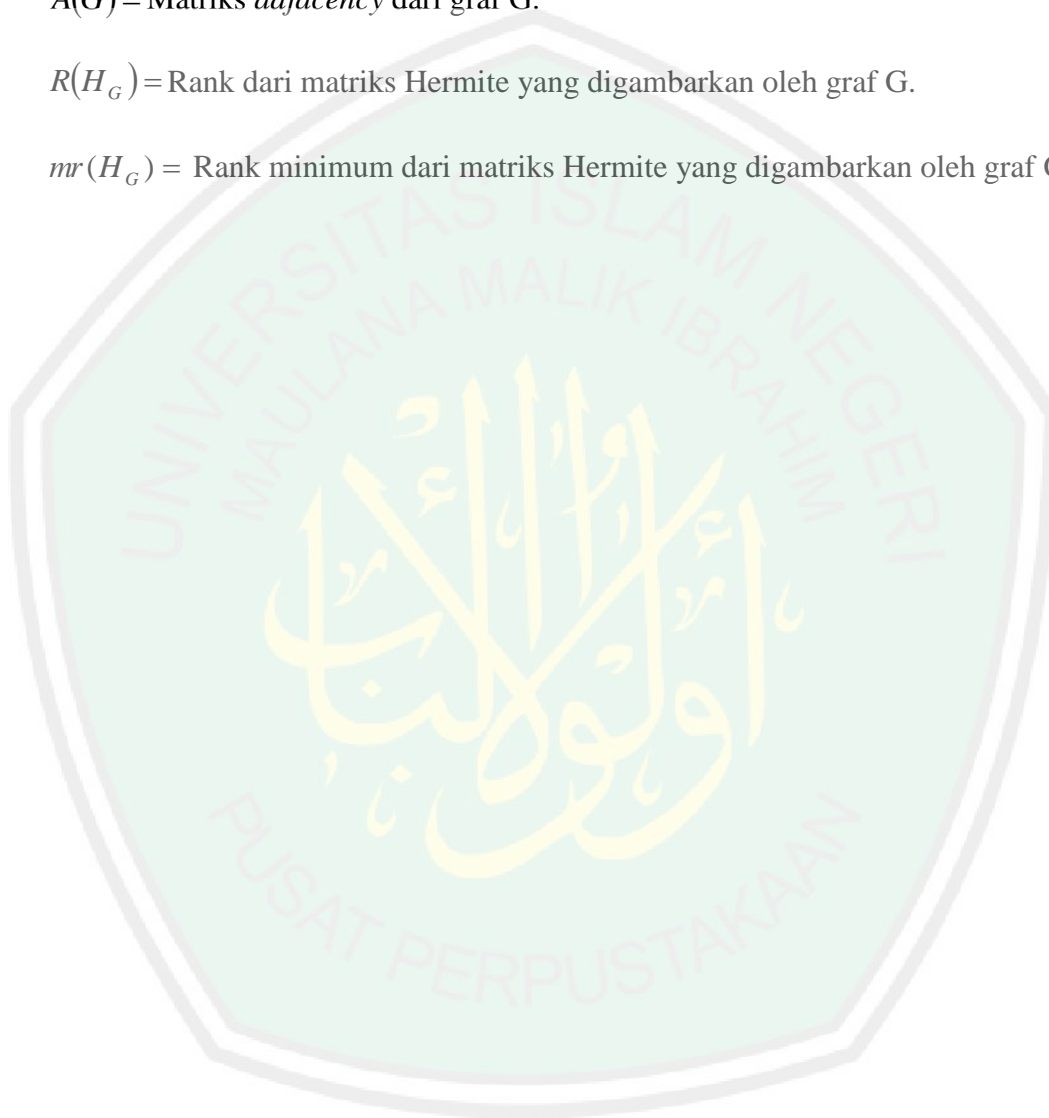 A(G) = Matriks adjacency dari graf G.
R(H_G) = Rank dari matriks Hermite yang digambarkan oleh graf G.
mr(H_G) = Rank minimum dari matriks Hermite yang digambarkan oleh graf G
UNIVERSITAS ISLAM NEGERI
MAULANA MALIK IBRAHIM
PUSAT PERPUSTAKAAN